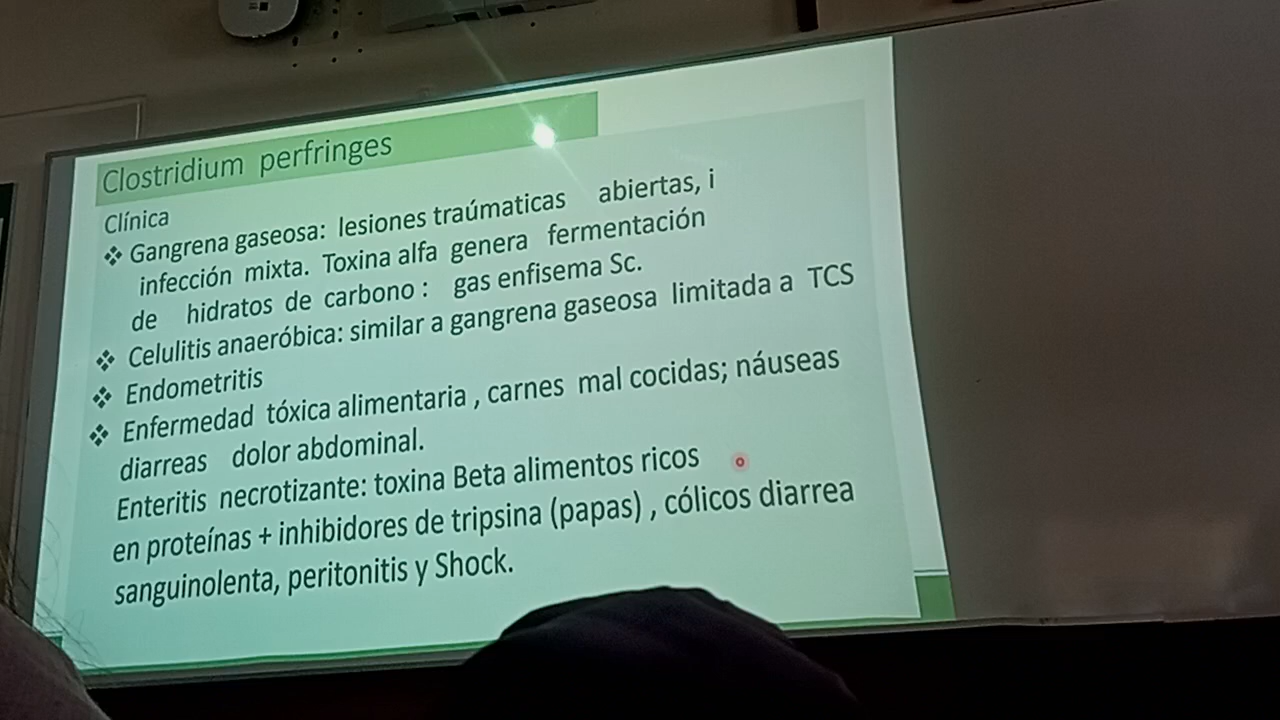 Clostridium perfringes
Clínica
❖ Gangrena gaseosa: lesiones traúmaticas abiertas, i
infección mixta. Toxina alfa genera fermentación
de hidratos de carbono : gas enfisema Sc.
❖ Celulitis anaeróbica: similar a gangrena gaseosa limitada a TCS
❖ Endometritis
❖ Enfermedad tóxica alimentaria , carnes mal cocidas; náuseas
diarreas dolor abdominal.
Enteritis necrotizante: toxina Beta alimentos ricos
en proteínas + inhibidores de tripsina (papas) , cólicos diarrea
sanguinolenta, peritonitis y Shock.